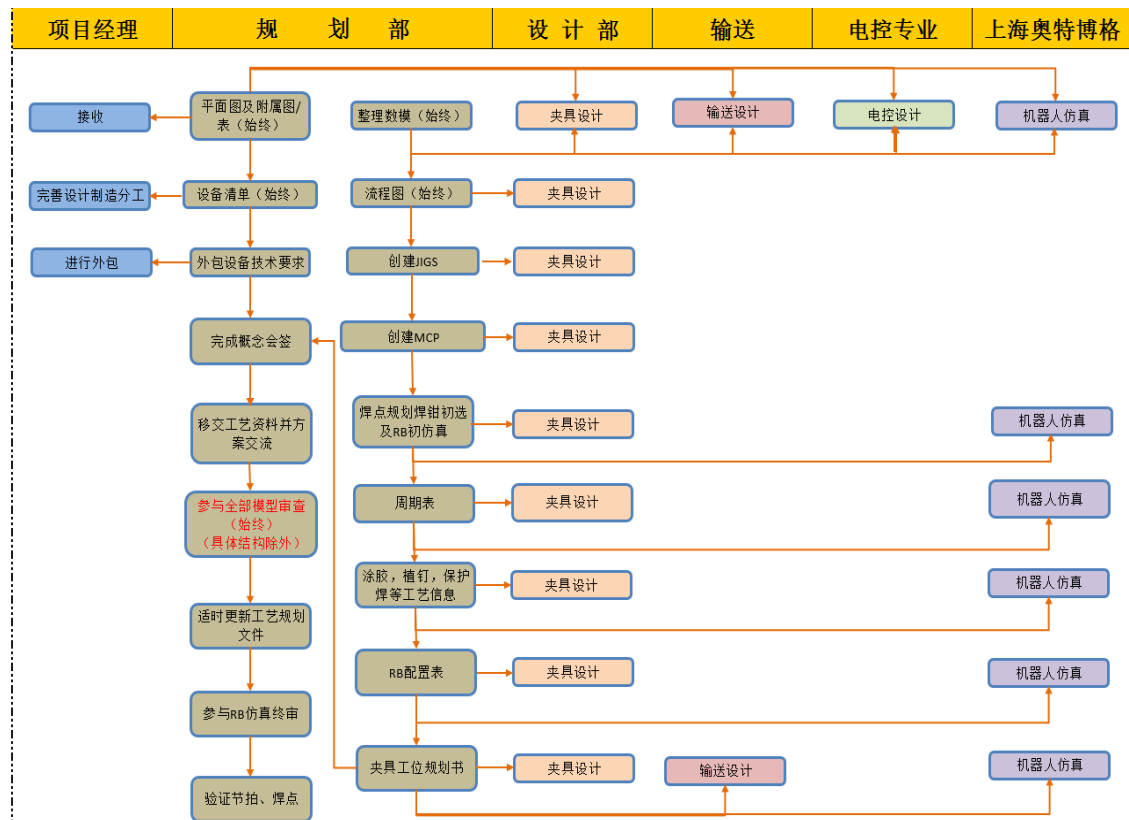 项目经理
规 划 部
设 计 部
输送
电控专业
上海奥特博格
接收
平面图及附属图/
表（始终）
整理数模（始终）
夹具设计
输送设计
电控设计
机器人仿真
完善设计制造分工
设备清单（始终）
流程图（始终）
夹具设计
进行外包
外包设备技术要求
创建JIGS
夹具设计
完成概念会签
创建MCP
夹具设计
移交工艺资料并方
案交流
焊点规划焊钳初选
及RB初仿真
夹具设计
机器人仿真
参与全部模型审查
（始终）
（具体结构除外）
周期表
夹具设计
机器人仿真
适时更新工艺规划
文件
涂胶，植钉，保护
焊等工艺信息
夹具设计
机器人仿真
参与RB仿真终审
RB配置表
夹具设计
机器人仿真
验证节拍、焊点
夹具工位规划书
夹具设计
输送设计
机器人仿真